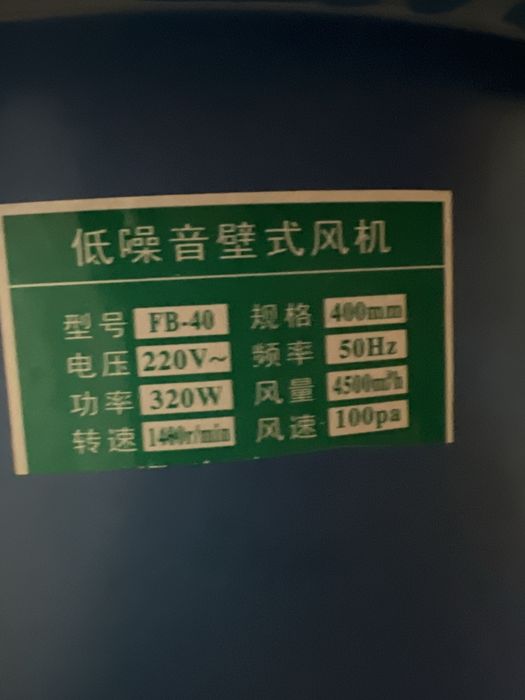 低噪音壁式风机
型号 FB-40 规格 400mm
电压 220V~ 频率 50Hz
功率 320W 风量 4500m³/h
转速 1400r/min 风速 100pa